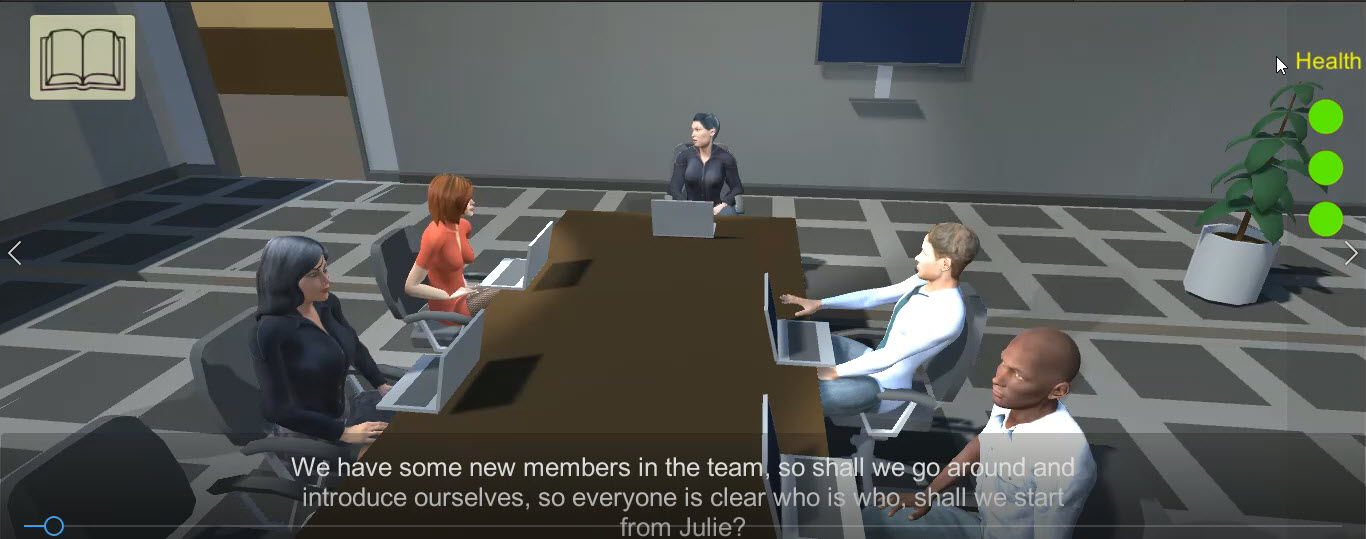 Health
We have some new members in the team, so shall we go around and
introduce ourselves, so everyone is clear who is who, shall we start
from Julie?